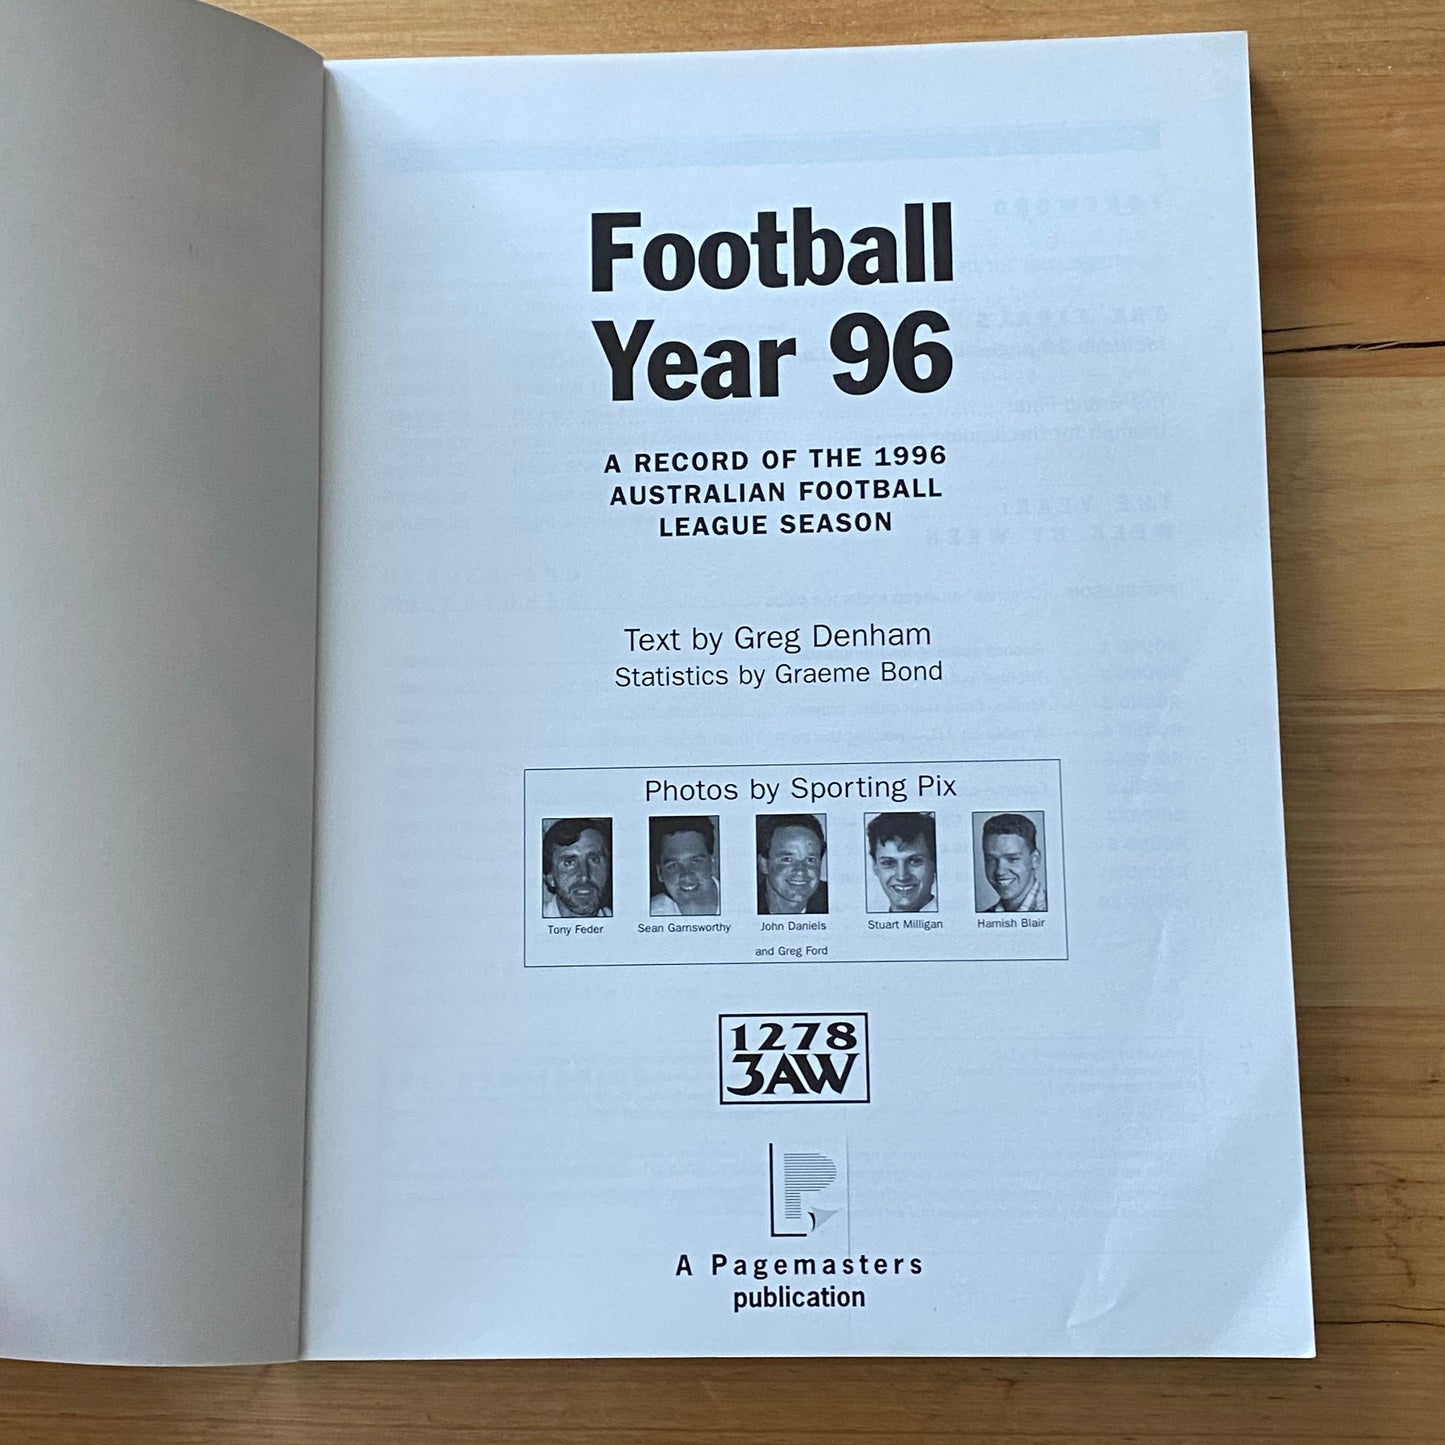 Football
Year 96
A RECORD OF THE 1996
AUSTRALIAN FOOTBALL
LEAGUE SEASON
Text by Greg Denham
Statistics by Graeme Bond
Photos by Sporting Pix
Tony Feder
Sean Garnsworthy
John Daniels
Stuart Milligan
Hamish Blair
and Greg Ford
1278
3AW
A Pagemasters
publication